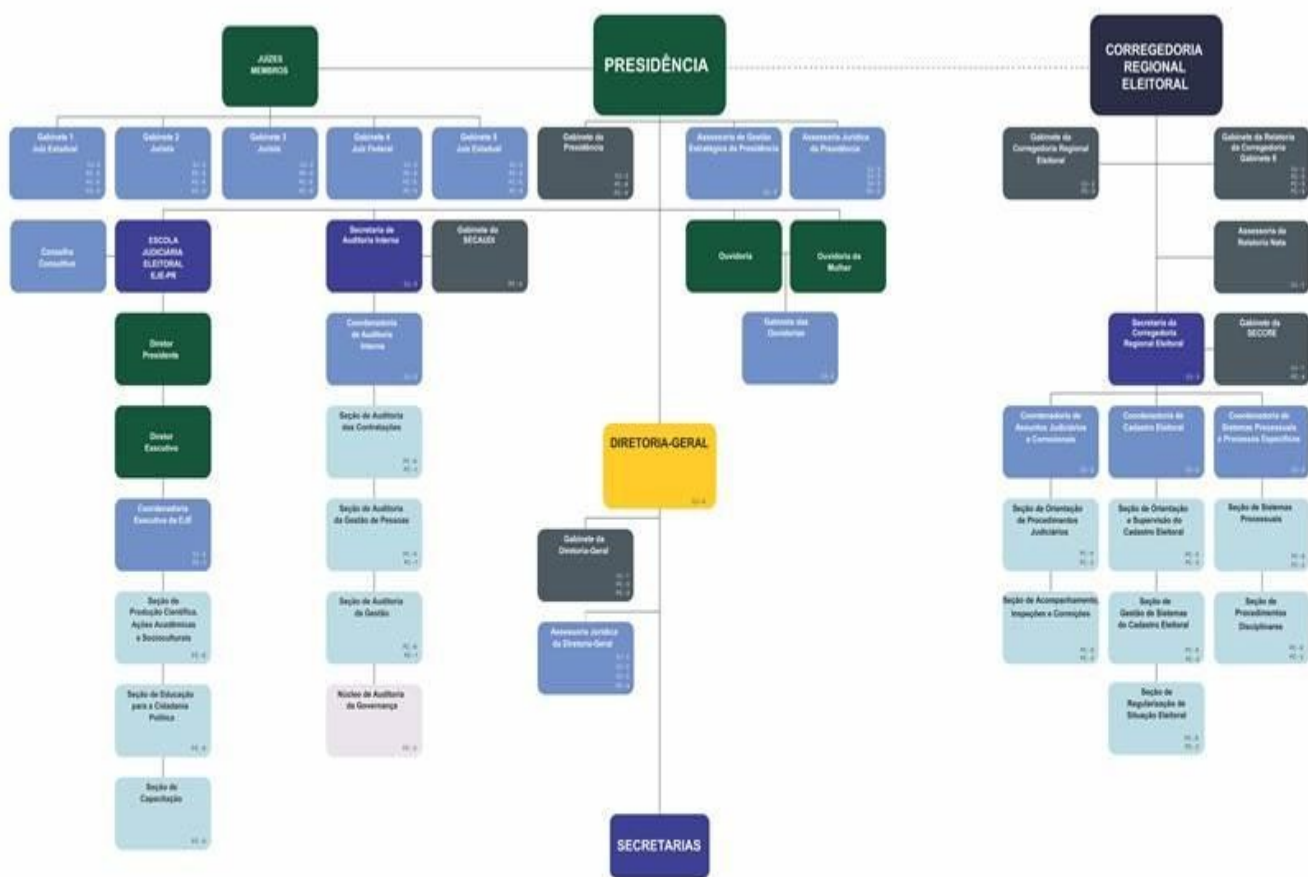 JUÍZES
MEMBROS
PRESIDÊNCIA
CORREGEDORIA
REGIONAL
ELEITORAL
Gabinete 1
Juiz Estadual
Gabinete 2
Jurista
Gabinete 3
Jurista
Gabinete 4
Juiz Federal
Gabinete 5
Juiz Estadual
Gabinete da
Presidência
Assessoria de Gestão
Estratégica da Presidência
Assessoria Jurídica
da Presidência
Gabinete da
Corregedoria Regional
Eleitoral
Gabinete da Relatoria
da Corregedoria
Gabinete 6
Conselho
Consultivo
ESCOLA
JUDICIÁRIA
ELEITORAL
EJE-PR
Secretaria de
Auditoria Interna
Gabinete da
SECAUDI
Ouvidoria
Ouvidoria da
Mulher
Assessoria da
Relatoria Nata
Diretor
Presidente
Coordenadoria
de Auditoria
Interna
Gabinete das
Ouvidorias
Secretaria da
Corregedoria
Regional Eleitoral
Gabinete da
SECCRE
Diretor
Executivo
Seção de Auditoria
das Contratações
DIRETORIA-GERAL
Coordenadoria de
Assuntos Judiciários
e Correicionais
Coordenadoria do
Cadastro Eleitoral
Coordenadoria de
Sistemas Processuais
e Processos Específicos
Coordenadoria
Executiva da EJE
Seção de Auditoria
da Gestão de Pessoas
Gabinete da
Diretoria-Geral
Seção de Orientação
de Procedimentos
Judiciários
Seção de Orientação
e Supervisão do
Cadastro Eleitoral
Seção de Sistemas
Processuais
Seção de
Produção Científica,
Ações Acadêmicas
e Socioculturais
Seção de Auditoria
da Gestão
Assessoria Jurídica
da Diretoria-Geral
Seção de Acompanhamento,
Inspeções e Correições
Seção de
Gestão de Sistemas
do Cadastro Eleitoral
Seção de
Procedimentos
Disciplinares
Seção de Educação
para a Cidadania
Política
Núcleo de Auditoria
da Governança
Seção de
Regularização de
Situação Eleitoral
Seção de
Capacitação
SECRETARIAS